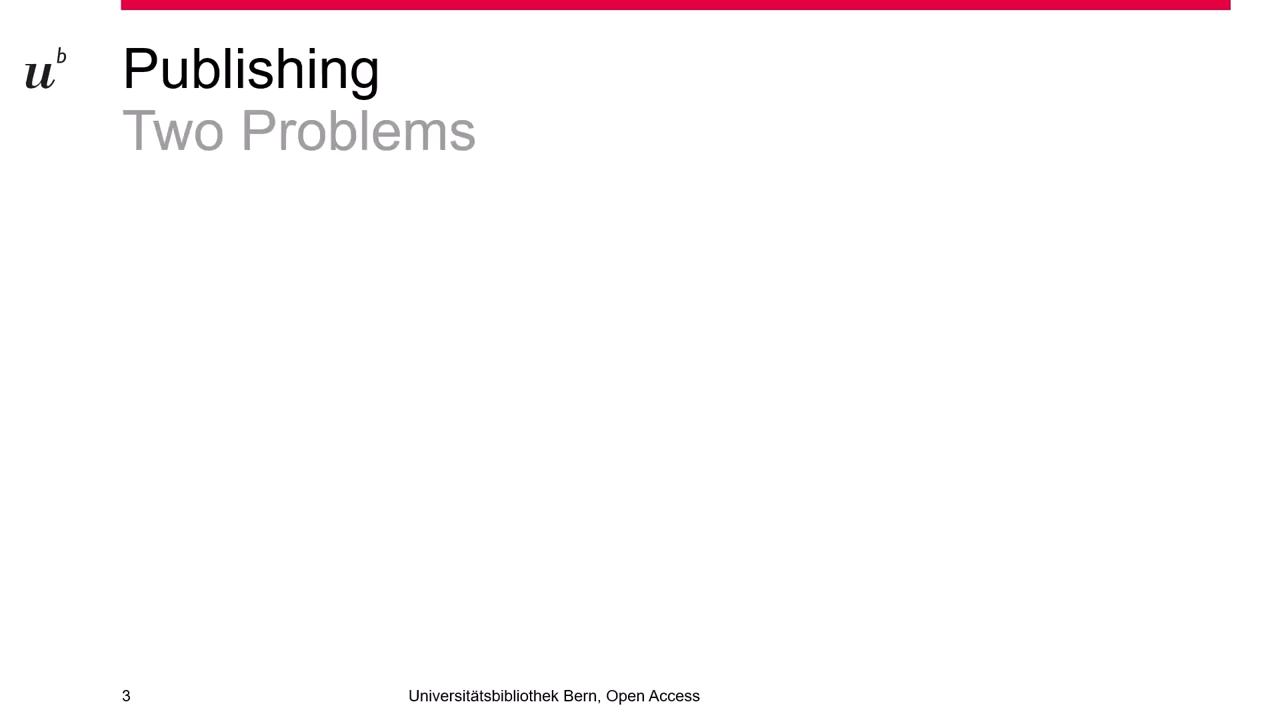 u^b
Publishing
Two Problems
3
Universitätsbibliothek Bern, Open Access